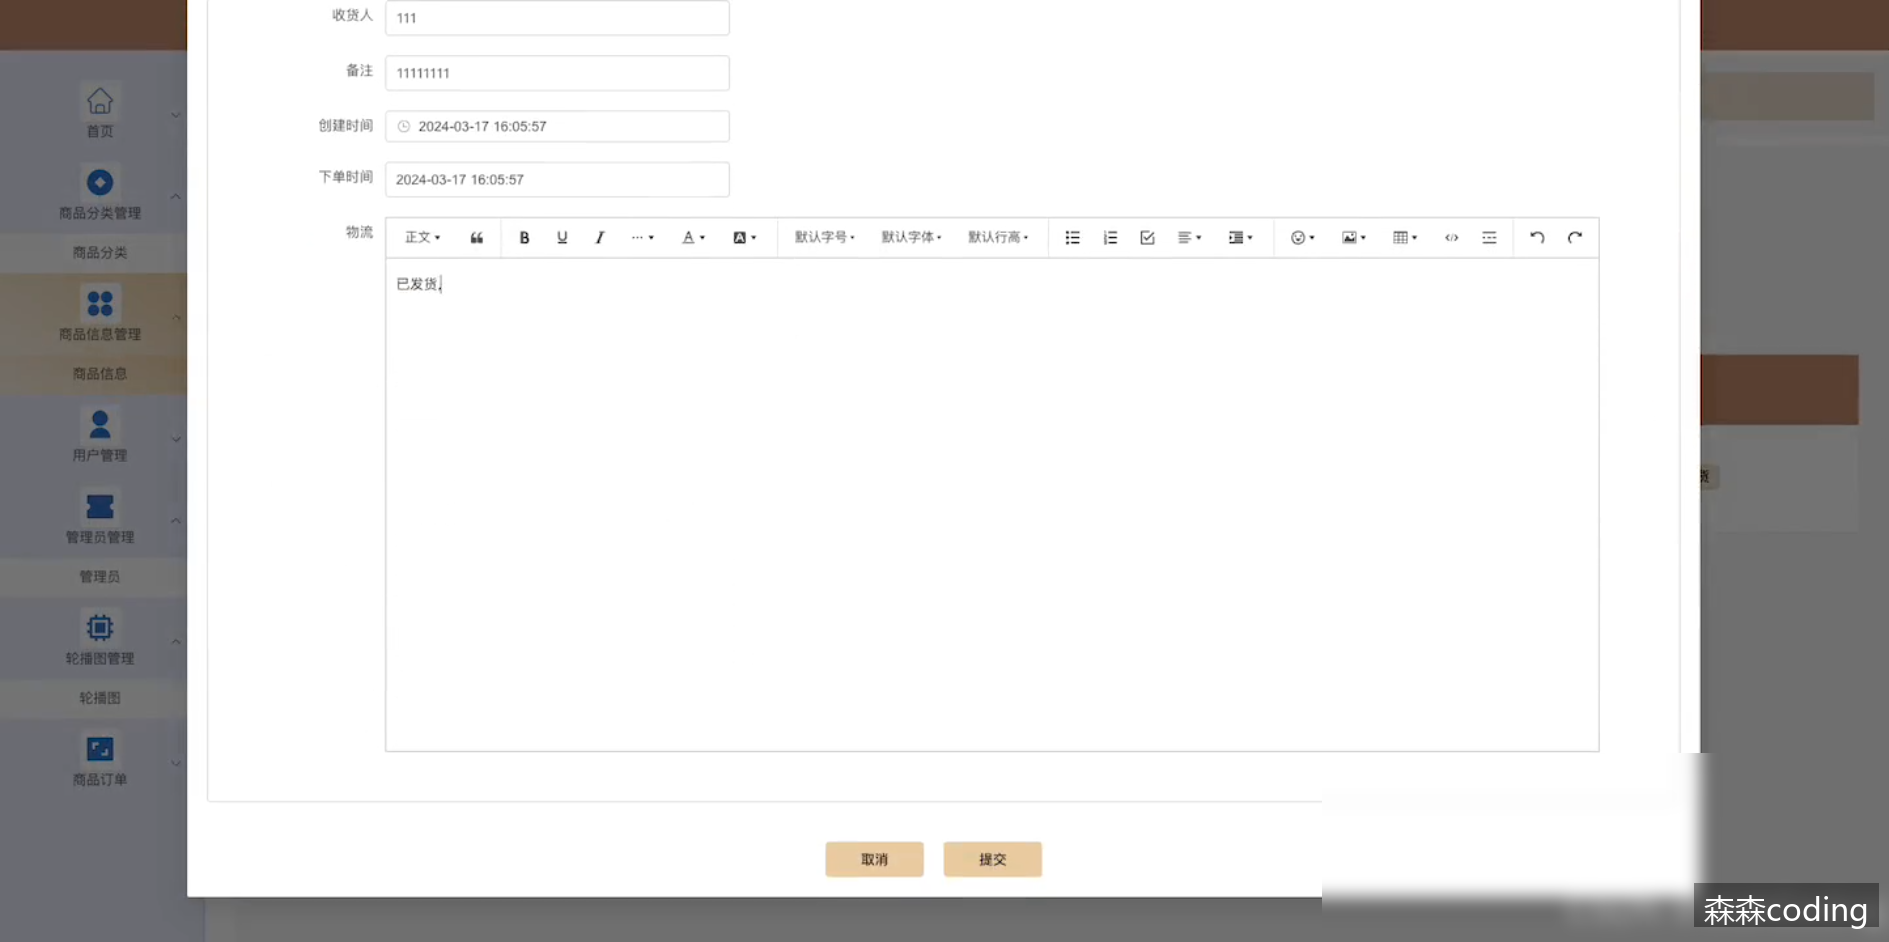 收货人 111
备注 11111111
创建时间 2024-03-17 16:05:57
下单时间 2024-03-17 16:05:57
物流
正文 B U I A A 默认字号 默认字体 默认行高
已发货.
取消 提交
首页
商品分类管理
商品分类
商品信息管理
商品信息
用户管理
管理员管理
管理员
轮播图管理
轮播图
商品订单
森森coding